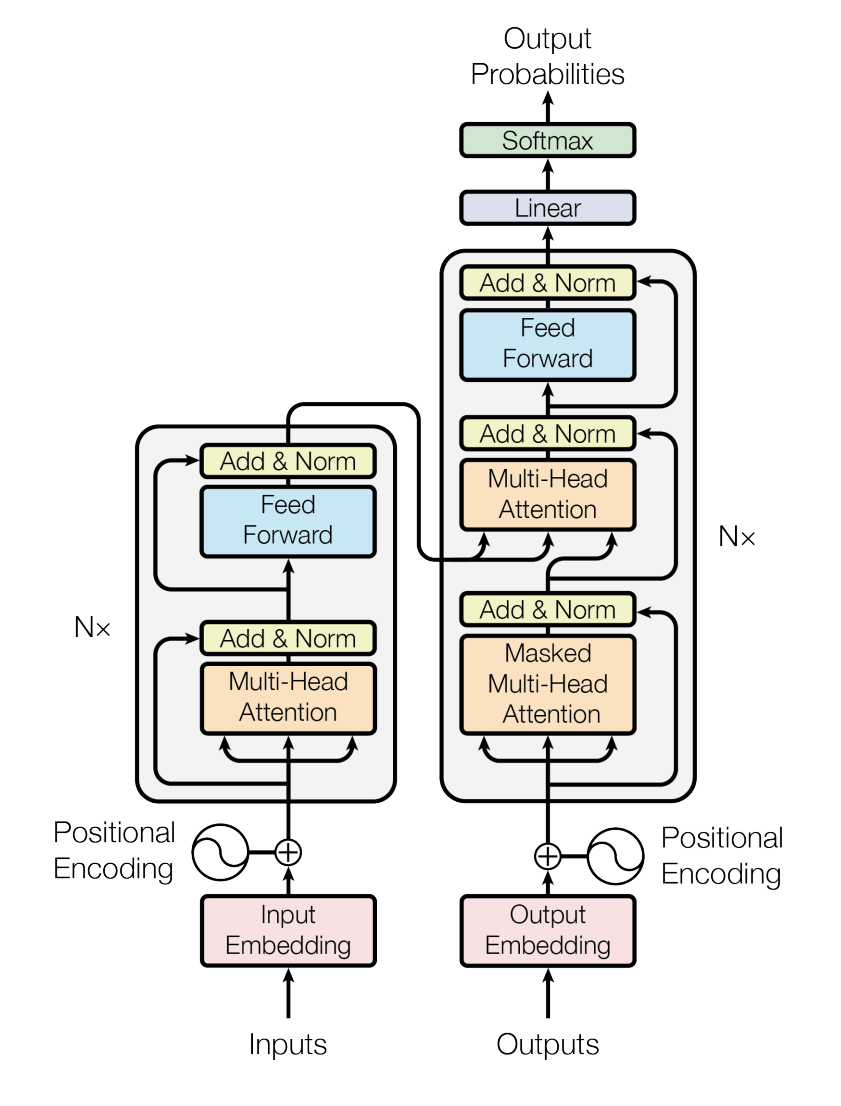 Output
Probabilities
Softmax
Linear
Add & Norm
Feed
Forward
Add & Norm
Multi-Head
Attention
Nx
Add & Norm
Masked
Multi-Head
Attention
Add & Norm
Feed
Forward
Nx
Add & Norm
Multi-Head
Attention
Positional
Encoding
Positional
Encoding
Input
Embedding
Output
Embedding
Inputs
Outputs